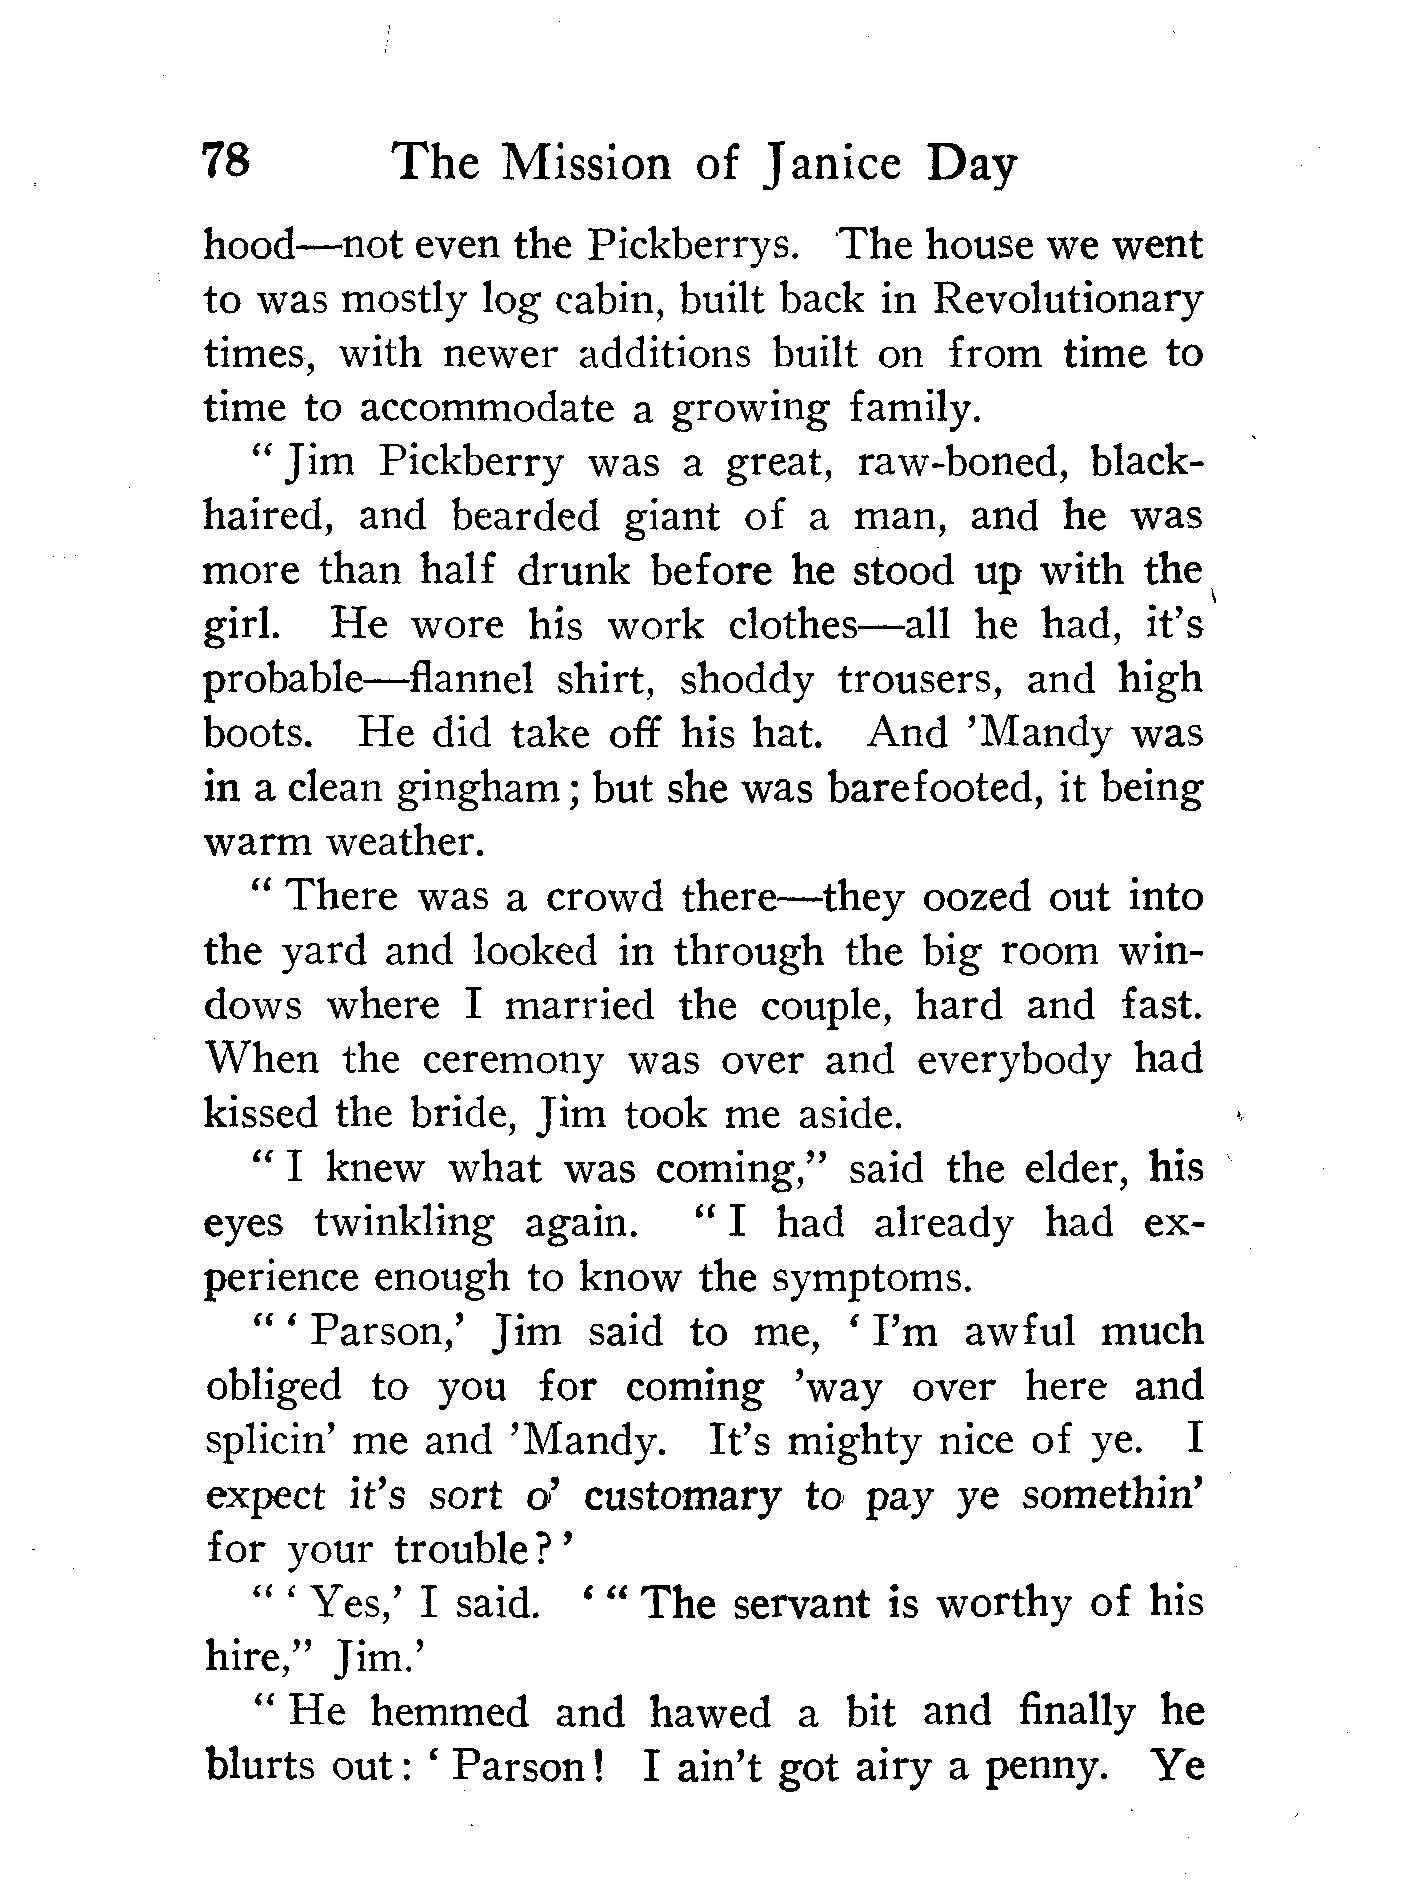 78 The Mission of Janice Day
hood—not even the Pickberrys. The house we went
to was mostly log cabin, built back in Revolutionary
times, with newer additions built on from time to
time to accommodate a growing family.
“ Jim Pickberry was a great, raw-boned, black-
haired, and bearded giant of a man, and he was
more than half drunk before he stood up with the
girl. He wore his work clothes—all he had, it’s
probable—flannel shirt, shoddy trousers, and high
boots. He did take off his hat. And ’Mandy was
in a clean gingham; but she was barefooted, it being
warm weather.
“ There was a crowd there—they oozed out into
the yard and looked in through the big room win-
dows where I married the couple, hard and fast.
When the ceremony was over and everybody had
kissed the bride, Jim took me aside.
“ I knew what was coming,” said the elder, his
eyes twinkling again. “ I had already had ex-
perience enough to know the symptoms.
“ ‘ Parson,’ Jim said to me, ‘ I’m awful much
obliged to you for coming ’way over here and
splicin’ me and ’Mandy. It’s mighty nice of ye. I
expect it’s sort o’ customary to pay ye somethin’
for your trouble? ’
“ ‘ Yes,’ I said. ‘ “ The servant is worthy of his
hire,” Jim.’
“ He hemmed and hawed a bit and finally he
blurts out: ‘ Parson! I ain’t got airy a penny. Ye